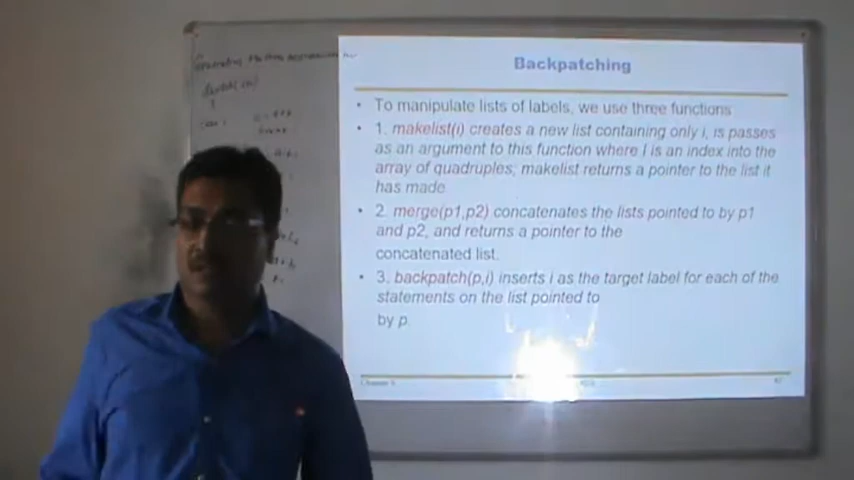 Backpatching
• To manipulate lists of labels, we use three functions
• 1. makelist(i) creates a new list containing only i, is passes
as an argument to this function where I is an index into the
array of quadruples; makelist returns a pointer to the list it
has made
• 2. merge(p1,p2) concatenates the lists pointed to by p1
and p2, and returns a pointer to the
concatenated list.
• 3. backpatch(p,i) inserts i as the target label for each of the
statements on the list pointed to
by p